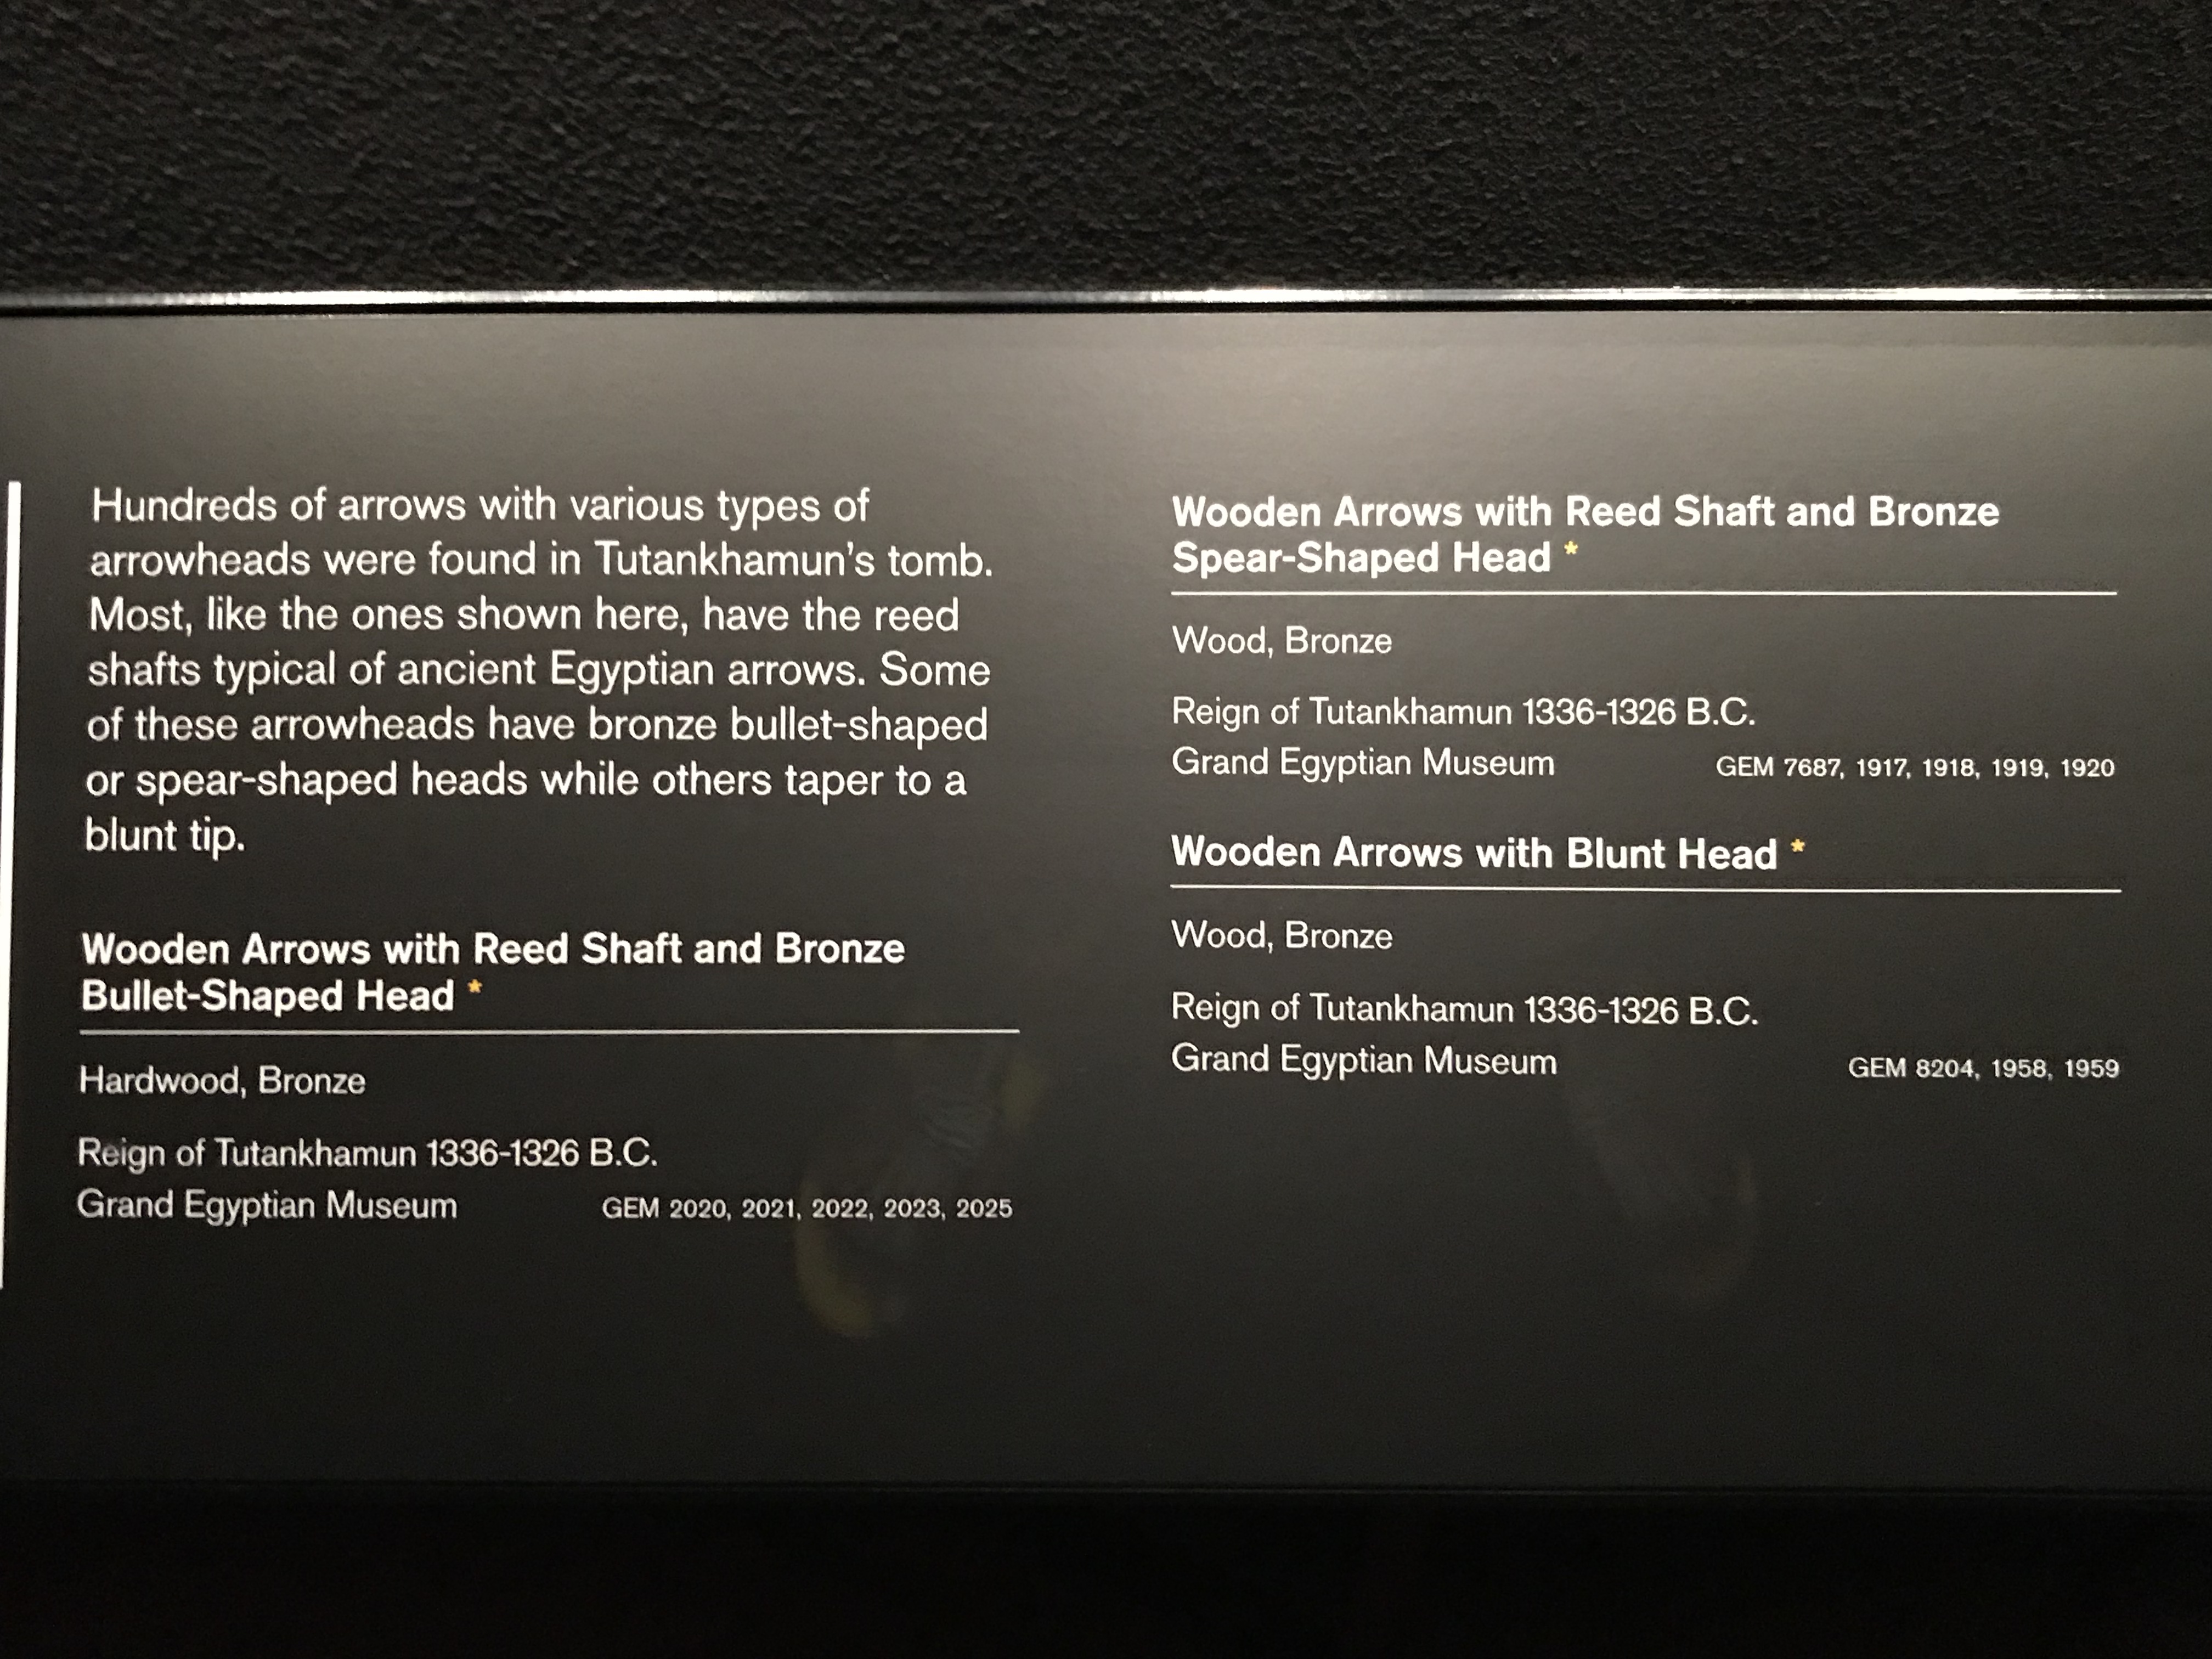 Hundreds of arrows with various types of
arrowheads were found in Tutankhamun's tomb.
Most, like the ones shown here, have the reed
shafts typical of ancient Egyptian arrows. Some
of these arrowheads have bronze bullet-shaped
or spear-shaped heads while others taper to a
blunt tip.
Wooden Arrows with Reed Shaft and Bronze
Bullet-Shaped Head *
Hardwood, Bronze
Reign of Tutankhamun 1336-1326 B.C.
Grand Egyptian Museum GEM 2020, 2021, 2022, 2023, 2025
Wooden Arrows with Reed Shaft and Bronze
Spear-Shaped Head *
Wood, Bronze
Reign of Tutankhamun 1336-1326 B.C.
Grand Egyptian Museum GEM 7687, 1917, 1918, 1919, 1920
Wooden Arrows with Blunt Head *
Wood, Bronze
Reign of Tutankhamun 1336-1326 B.C.
Grand Egyptian Museum GEM 8204, 1958, 1959